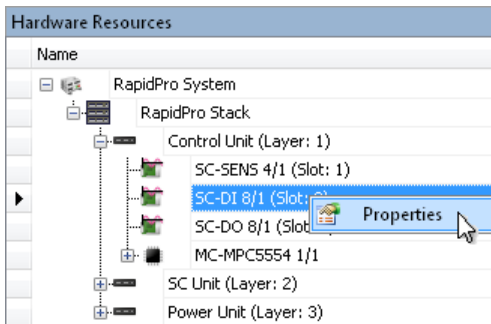 Hardware Resources
Name
RapidPro System
RapidPro Stack
Control Unit (Layer: 1)
SC-SENS 4/1 (Slot: 1)
SC-DI 8/1 (Slot:
Properties
SC-DO 8/1 (Slot
MC-MPC5554 1/1
SC Unit (Layer: 2)
Power Unit (Layer: 3)